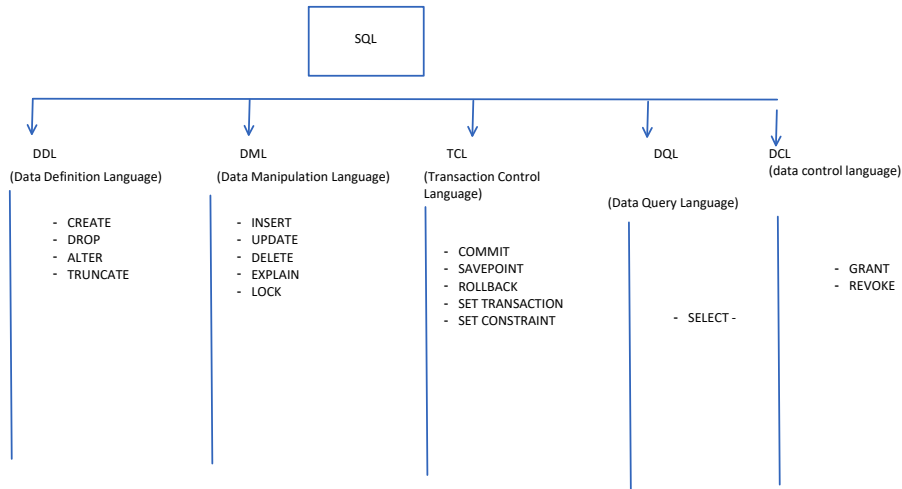 SQL
DDL
(Data Definition Language)
- CREATE
- DROP
- ALTER
- TRUNCATE
DML
(Data Manipulation Language)
- INSERT
- UPDATE
- DELETE
- EXPLAIN
- LOCK
TCL
(Transaction Control
Language)
- COMMIT
- SAVEPOINT
- ROLLBACK
- SET TRANSACTION
- SET CONSTRAINT
DQL
(Data Query Language)
- SELECT -
DCL
(data control language)
- GRANT
- REVOKE